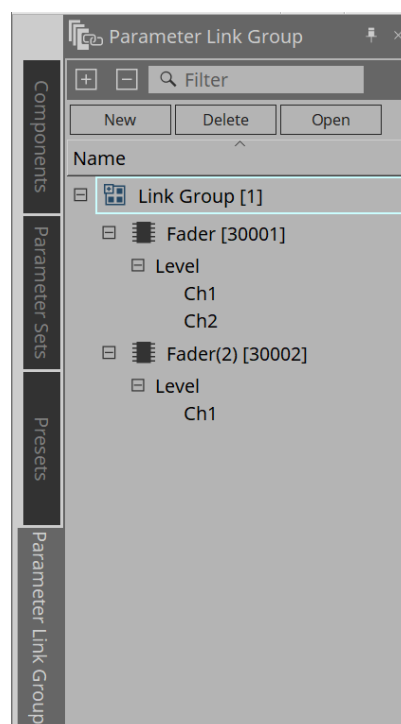 Parameter Link Group
Filter
New Delete Open
Name
Link Group [1]
Fader [30001]
Level
Ch1
Ch2
Fader(2) [30002]
Level
Ch1
Components
Parameter Sets
Presets
Parameter Link Group